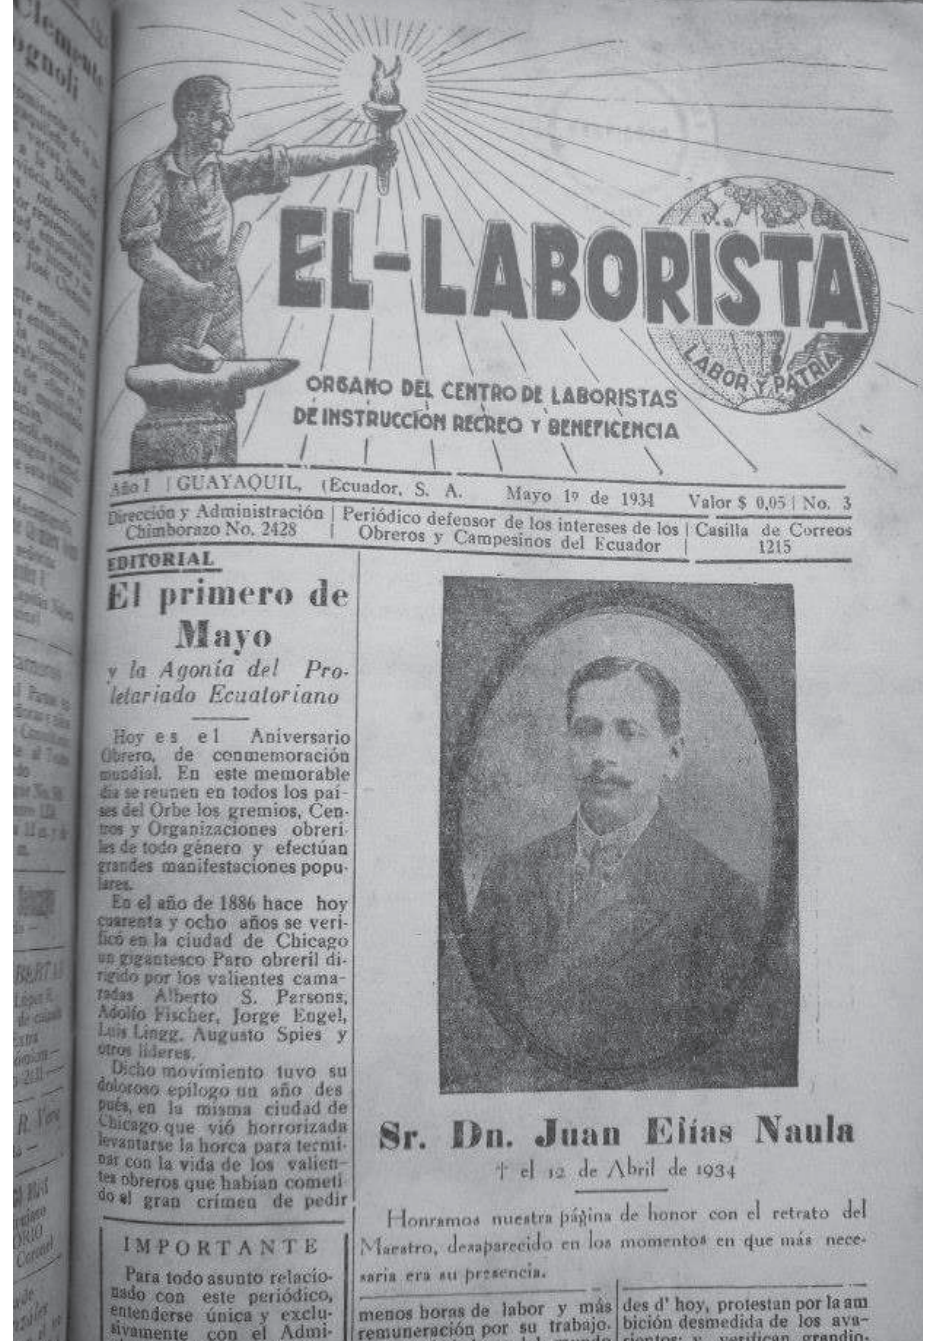 Clemente
ognoli
EL-LABORISTA
LABOR Y PATRIA
ORGANO DEL CENTRO DE LABORISTAS
DE INSTRUCCIÓN RECREO Y BENEFICENCIA
Año I | GUAYAQUIL, (Ecuador, S. A. Mayo 1º de 1934 Valor $ 0,05 | No. 3
Dirección y Administración | Periódico defensor de los intereses de los | Casilla de Correos
Chimborazo No. 2428 | Obreros y Campesinos del Ecuador | 1215
EDITORIAL
El primero de
Mayo
y la Agonía del Pro-
letariado Ecuatoriano
Hoy es el Aniversario
Obrero, de conmemoración
mundial. En este memorable
día se reunen en todos los paí-
ses del Orbe los gremios, Cen-
tros y Organizaciones obreri-
les de todo género y efectúan
grandes manifestaciones popu-
lares.
En el año de 1886 hace hoy
cuarenta y ocho años se veri-
ficó en la ciudad de Chicago
un gigantesco Paro obreril di-
rigido por los valientes cama-
radas Alberto S. Parsons,
Adolfo Fischer, Jorge Engel,
Luis Lingg, Augusto Spies y
otros líderes.
Dicho movimiento tuvo su
doloroso epílogo un año des
pués, en la misma ciudad de
Chicago que vió horrorizada
levantarse la horca para termi-
nar con la vida de los valien-
tes obreros que habían cometi-
do el gran crímen de pedir
IMPORTANTE
Para todo asunto relacio-
nado con este periódico,
entenderse única y exclu-
sivamente con el Admi-
Sr. Dn. Juan Elías Naula
† el 12 de Abril de 1934
Honramos nuestra página de honor con el retrato del
Maestro, desaparecido en los momentos en que más nece-
saria era su presencia.
menos horas de labor y más
remuneración por su trabajo.
des d' hoy, protestan por la am
bición desmedida de los ava-